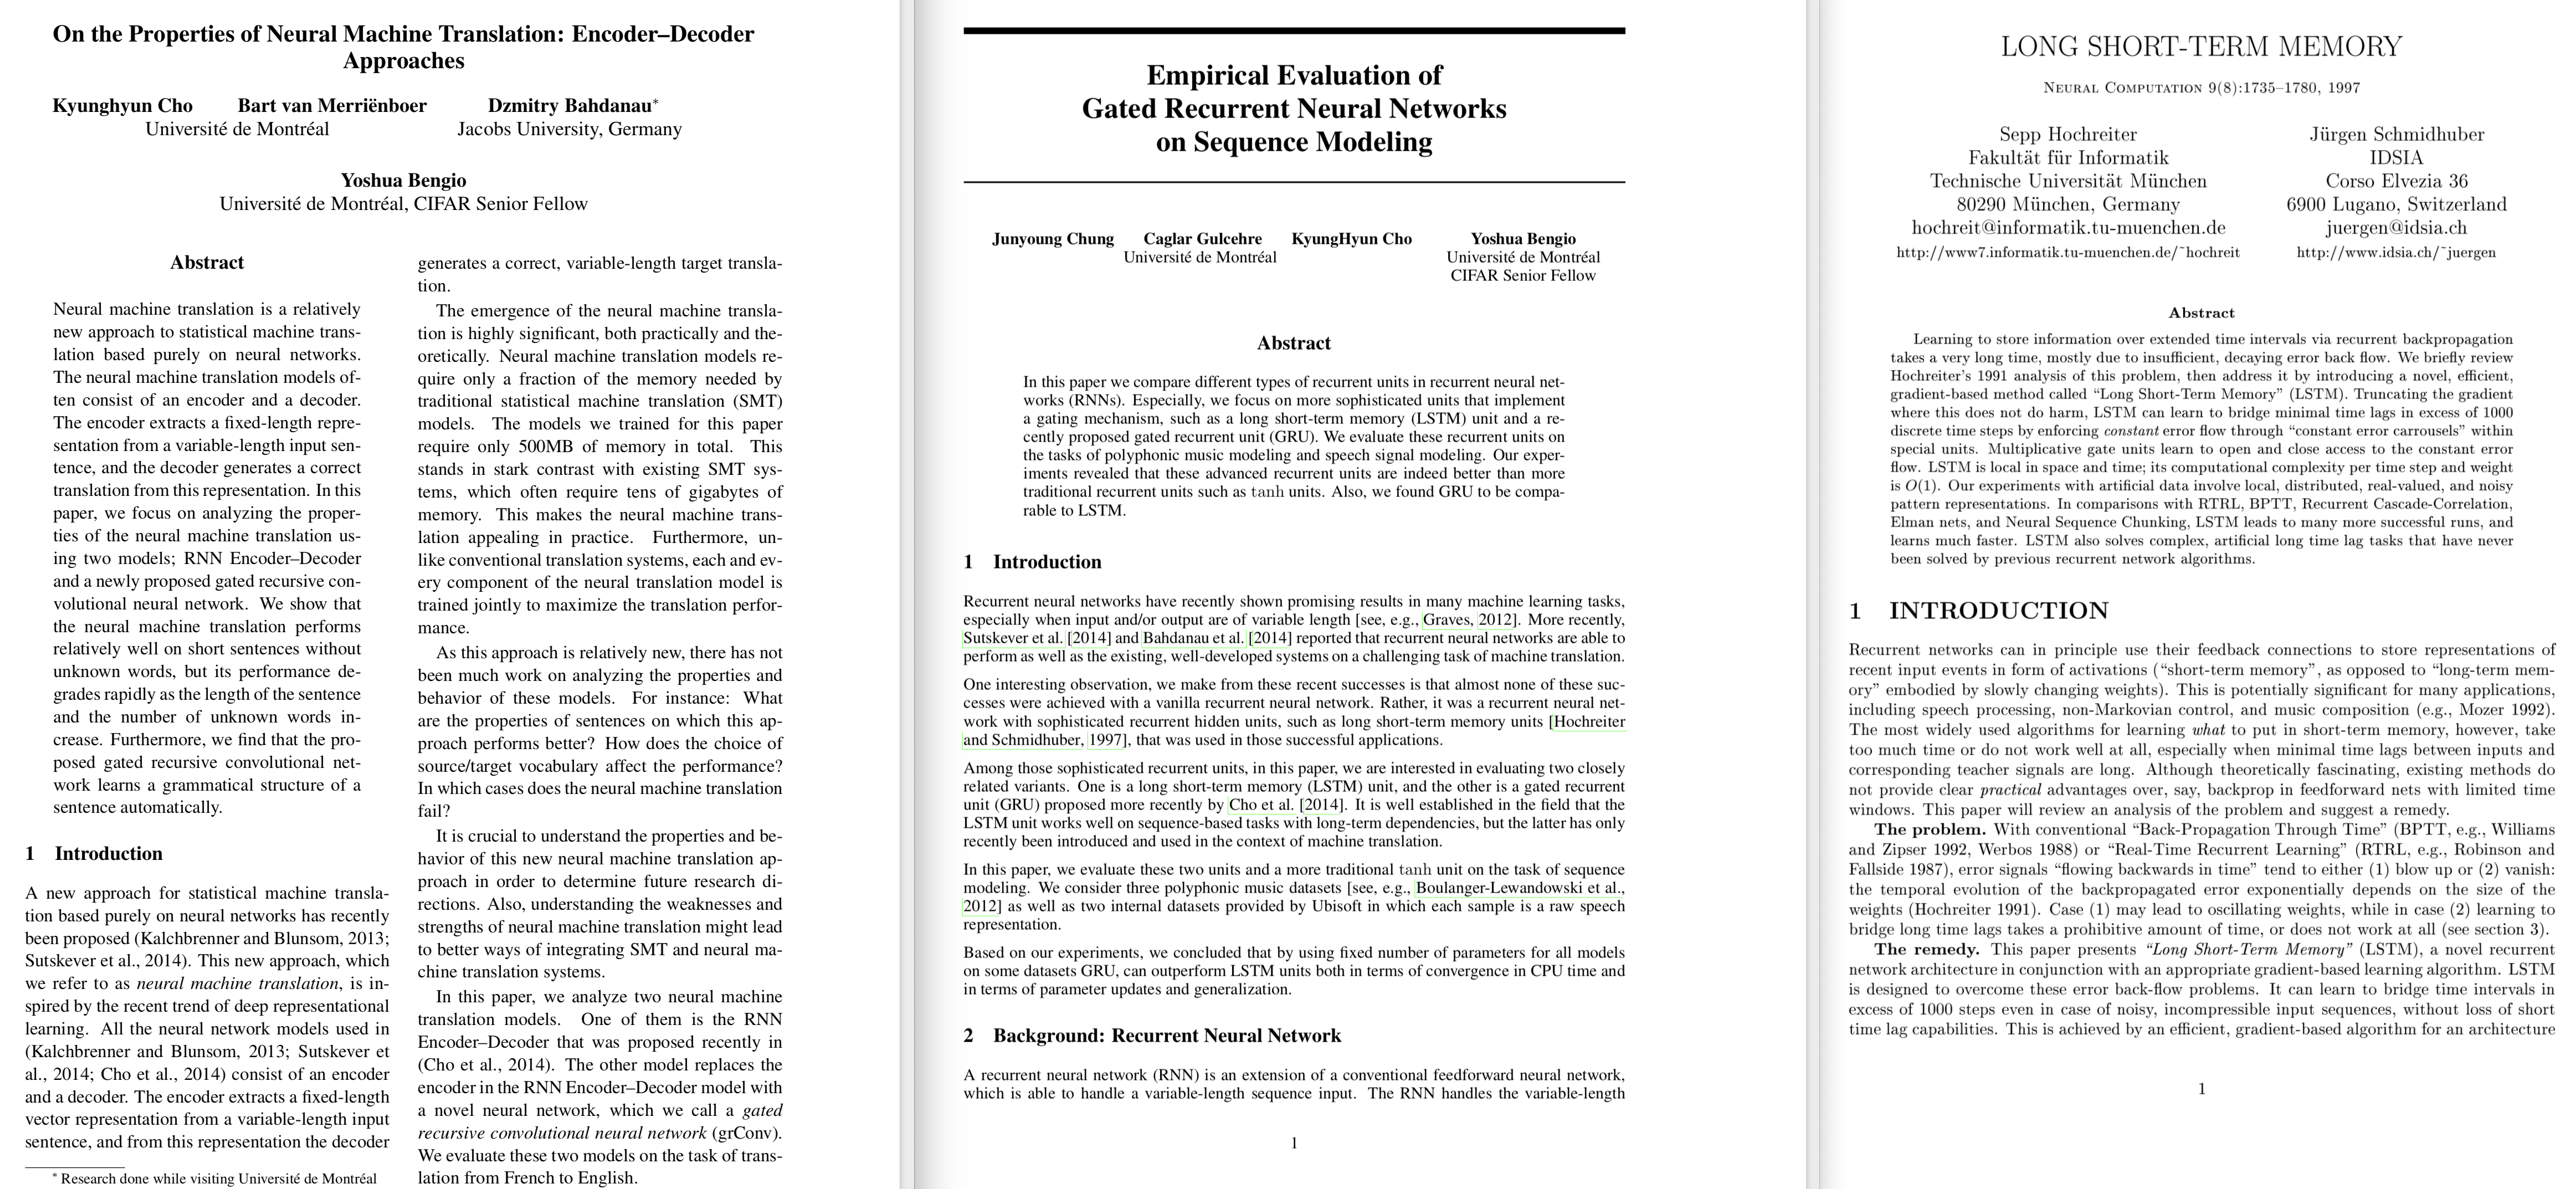 On the Properties of Neural Machine Translation: Encoder–Decoder
Approaches
Kyunghyun Cho Bart van Merriënboer
Université de Montréal
Dzmitry Bahdanau*
Jacobs University, Germany
Yoshua Bengio
Université de Montréal, CIFAR Senior Fellow
Abstract
Neural machine translation is a relatively
new approach to statistical machine trans-
lation based purely on neural networks.
The neural machine translation models of-
ten consist of an encoder and a decoder.
The encoder extracts a fixed-length repre-
sentation from a variable-length input sen-
tence, and the decoder generates a correct
translation from this representation. In this
paper, we focus on analyzing the proper-
ties of the neural machine translation us-
ing two models; RNN Encoder–Decoder
and a newly proposed gated recursive con-
volutional neural network. We show that
the neural machine translation performs
relatively well on short sentences without
unknown words, but its performance de-
grades rapidly as the length of the sentence
and the number of unknown words in-
crease. Furthermore, we find that the pro-
posed gated recursive convolutional net-
work learns a grammatical structure of a
sentence automatically.
1 Introduction
A new approach for statistical machine transla-
tion based purely on neural networks has recently
been proposed (Kalchbrenner and Blunsom, 2013;
Sutskever et al., 2014). This new approach, which
we refer to as neural machine translation, is in-
spired by the recent trend of deep representational
learning. All the neural network models used in
(Kalchbrenner and Blunsom, 2013; Sutskever et
al., 2014; Cho et al., 2014) consist of an encoder
and a decoder. The encoder extracts a fixed-length
vector representation from a variable-length input
sentence, and from this representation the decoder
* Research done while visiting Université de Montréal
generates a correct, variable-length target transla-
tion.
The emergence of the neural machine transla-
tion is highly significant, both practically and the-
oretically. Neural machine translation models re-
quire only a fraction of the memory needed by
traditional statistical machine translation (SMT)
models. The models we trained for this paper
require only 500MB of memory in total. This
stands in stark contrast with existing SMT sys-
tems, which often require tens of gigabytes of
memory. This makes the neural machine trans-
lation appealing in practice. Furthermore, un-
like conventional translation systems, each and ev-
ery component of the neural translation model is
trained jointly to maximize the translation perfor-
mance.
As this approach is relatively new, there has not
been much work on analyzing the properties and
behavior of these models. For instance: What
are the properties of sentences on which this ap-
proach performs better? How does the choice of
source/target vocabulary affect the performance?
In which cases does the neural machine translation
fail?
It is crucial to understand the properties and be-
havior of this new neural machine translation ap-
proach in order to determine future research di-
rections. Also, understanding the weaknesses and
strengths of neural machine translation might lead
to better ways of integrating SMT and neural ma-
chine translation systems.
In this paper, we analyze two neural machine
translation models. One of them is the RNN
Encoder–Decoder that was proposed recently in
(Cho et al., 2014). The other model replaces the
encoder in the RNN Encoder–Decoder model with
a novel neural network, which we call a gated
recursive convolutional neural network (grConv).
We evaluate these two models on the task of trans-
lation from French to English.
Empirical Evaluation of
Gated Recurrent Neural Networks
on Sequence Modeling
Junyoung Chung Caglar Gulcehre KyungHyun Cho
Université de Montréal
Yoshua Bengio
Université de Montréal
CIFAR Senior Fellow
Abstract
In this paper we compare different types of recurrent units in recurrent neural net-
works (RNNs). Especially, we focus on more sophisticated units that implement
a gating mechanism, such as a long short-term memory (LSTM) unit and a re-
cently proposed gated recurrent unit (GRU). We evaluate these recurrent units on
the tasks of polyphonic music modeling and speech signal modeling. Our exper-
iments revealed that these advanced recurrent units are indeed better than more
traditional recurrent units such as tanh units. Also, we found GRU to be compa-
rable to LSTM.
1 Introduction
Recurrent neural networks have recently shown promising results in many machine learning tasks,
especially when input and/or output are of variable length [see, e.g., Graves, 2012]. More recently,
Sutskever et al. [2014] and Bahdanau et al. [2014] reported that recurrent neural networks are able to
perform as well as the existing, well-developed systems on a challenging task of machine translation.
One interesting observation, we make from these recent successes is that almost none of these suc-
cesses were achieved with a vanilla recurrent neural network. Rather, it was a recurrent neural net-
work with sophisticated recurrent hidden units, such as long short-term memory units [Hochreiter
and Schmidhuber, 1997], that was used in those successful applications.
Among those sophisticated recurrent units, in this paper, we are interested in evaluating two closely
related variants. One is a long short-term memory (LSTM) unit, and the other is a gated recurrent
unit (GRU) proposed more recently by Cho et al. [2014]. It is well established in the field that the
LSTM unit works well on sequence-based tasks with long-term dependencies, but the latter has only
recently been introduced and used in the context of machine translation.
In this paper, we evaluate these two units and a more traditional tanh unit on the task of sequence
modeling. We consider three polyphonic music datasets [see, e.g., Boulanger-Lewandowski et al.,
2012] as well as two internal datasets provided by Ubisoft in which each sample is a raw speech
representation.
Based on our experiments, we concluded that by using fixed number of parameters for all models
on some datasets GRU, can outperform LSTM units both in terms of convergence in CPU time and
in terms of parameter updates and generalization.
2 Background: Recurrent Neural Network
A recurrent neural network (RNN) is an extension of a conventional feedforward neural network,
which is able to handle a variable-length sequence input. The RNN handles the variable-length
1
LONG SHORT-TERM MEMORY
NEURAL COMPUTATION 9(8):1735–1780, 1997
Sepp Hochreiter
Fakultät für Informatik
Technische Universität München
80290 München, Germany
hochreit@informatik.tu-muenchen.de
http://www7.informatik.tu-muenchen.de/~hochreit
Jürgen Schmidhuber
IDSIA
Corso Elvezia 36
6900 Lugano, Switzerland
juergen@idsia.ch
http://www.idsia.ch/~juergen
Abstract
Learning to store information over extended time intervals via recurrent backpropagation
takes a very long time, mostly due to insufficient, decaying error back flow. We briefly review
Hochreiter's 1991 analysis of this problem, then address it by introducing a novel, efficient,
gradient-based method called “Long Short-Term Memory” (LSTM). Truncating the gradient
where this does not do harm, LSTM can learn to bridge minimal time lags in excess of 1000
discrete time steps by enforcing constant error flow through “constant error carrousels” within
special units. Multiplicative gate units learn to open and close access to the constant error
flow. LSTM is local in space and time; its computational complexity per time step and weight
is O(1). Our experiments with artificial data involve local, distributed, real-valued, and noisy
pattern representations. In comparisons with RTRL, BPTT, Recurrent Cascade-Correlation,
Elman nets, and Neural Sequence Chunking, LSTM leads to many more successful runs, and
learns much faster. LSTM also solves complex, artificial long time lag tasks that have never
been solved by previous recurrent network algorithms.
1 INTRODUCTION
Recurrent networks can in principle use their feedback connections to store representations of
recent input events in form of activations (“short-term memory”, as opposed to “long-term mem-
ory” embodied by slowly changing weights). This is potentially significant for many applications,
including speech processing, non-Markovian control, and music composition (e.g., Mozer 1992).
The most widely used algorithms for learning what to put in short-term memory, however, take
too much time or do not work well at all, especially when minimal time lags between inputs and
corresponding teacher signals are long. Although theoretically fascinating, existing methods do
not provide clear practical advantages over, say, backprop in feedforward nets with limited time
windows. This paper will review an analysis of the problem and suggest a remedy.
The problem. With conventional “Back-Propagation Through Time” (BPTT, e.g., Williams
and Zipser 1992, Werbos 1988) or “Real-Time Recurrent Learning” (RTRL, e.g., Robinson and
Fallside 1987), error signals “flowing backwards in time” tend to either (1) blow up or (2) vanish:
the temporal evolution of the backpropagated error exponentially depends on the size of the
weights (Hochreiter 1991). Case (1) may lead to oscillating weights, while in case (2) learning to
bridge long time lags takes a prohibitive amount of time, or does not work at all (see section 3).
The remedy. This paper presents “Long Short-Term Memory” (LSTM), a novel recurrent
network architecture in conjunction with an appropriate gradient-based learning algorithm. LSTM
is designed to overcome these error back-flow problems. It can learn to bridge time intervals in
excess of 1000 steps even in case of noisy, incompressible input sequences, without loss of short
time lag capabilities. This is achieved by an efficient, gradient-based algorithm for an architecture
1